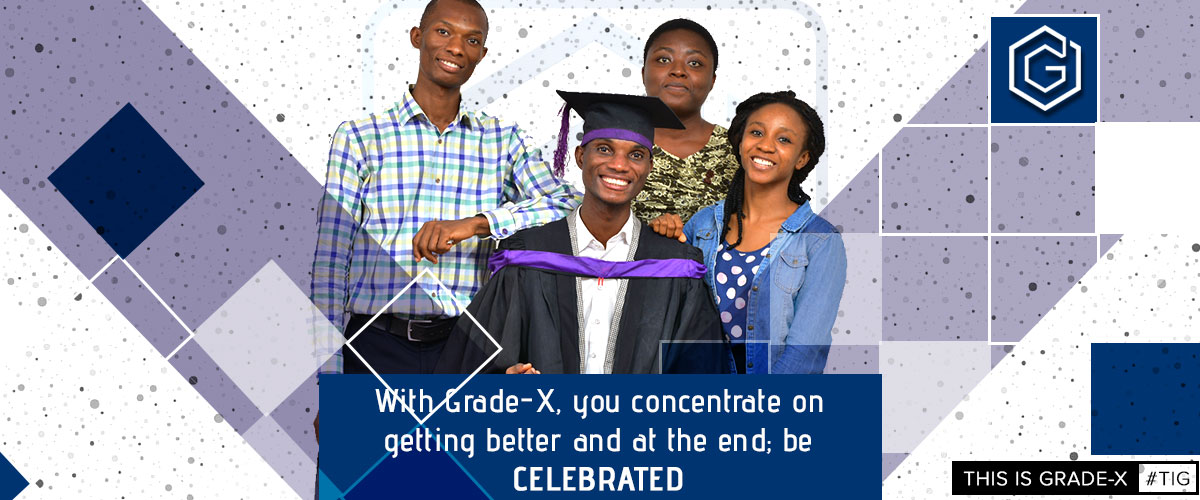 With Grade-X, you concentrate on
getting better and at the end; be
CELEBRATED
THIS IS GRADE-X #TIG